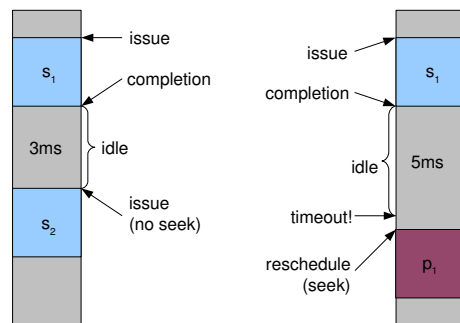 issue
s1
completion
3ms
idle
issue
(no seek)
s2
issue
s1
completion
idle
5ms
timeout!
reschedule
(seek)
p1